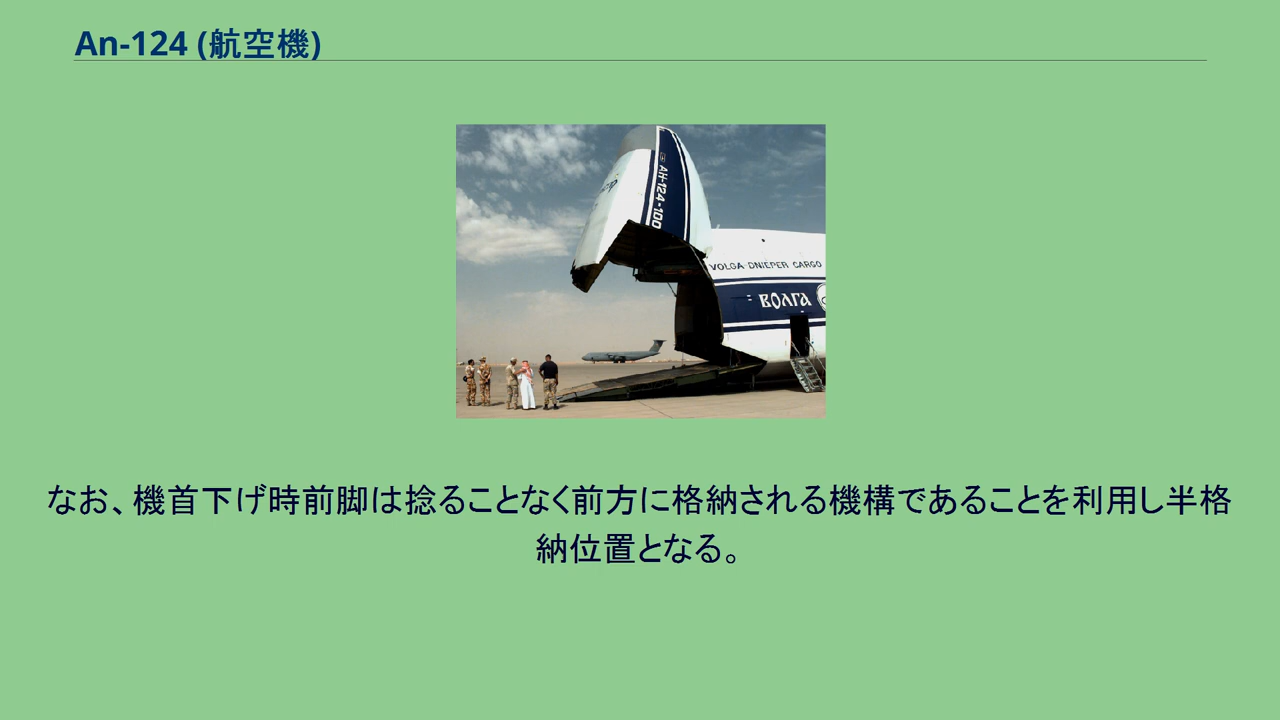 An-124 (航空機)
АН-124-100
VOLGA-DNIEPER CARGO
ВОЛГА
なお、機首下げ時前脚は捻ることなく前方に格納される機構であることを利用し半格
納位置となる。